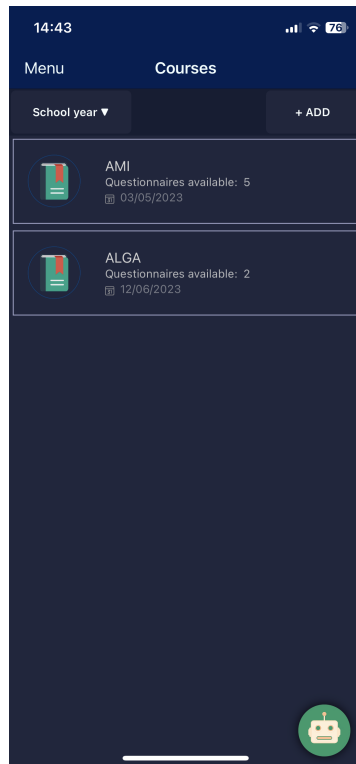 14:43
76
Menu
Courses
School year ▼
+ ADD
AMI
Questionnaires available: 5
03/05/2023
ALGA
Questionnaires available: 2
12/06/2023